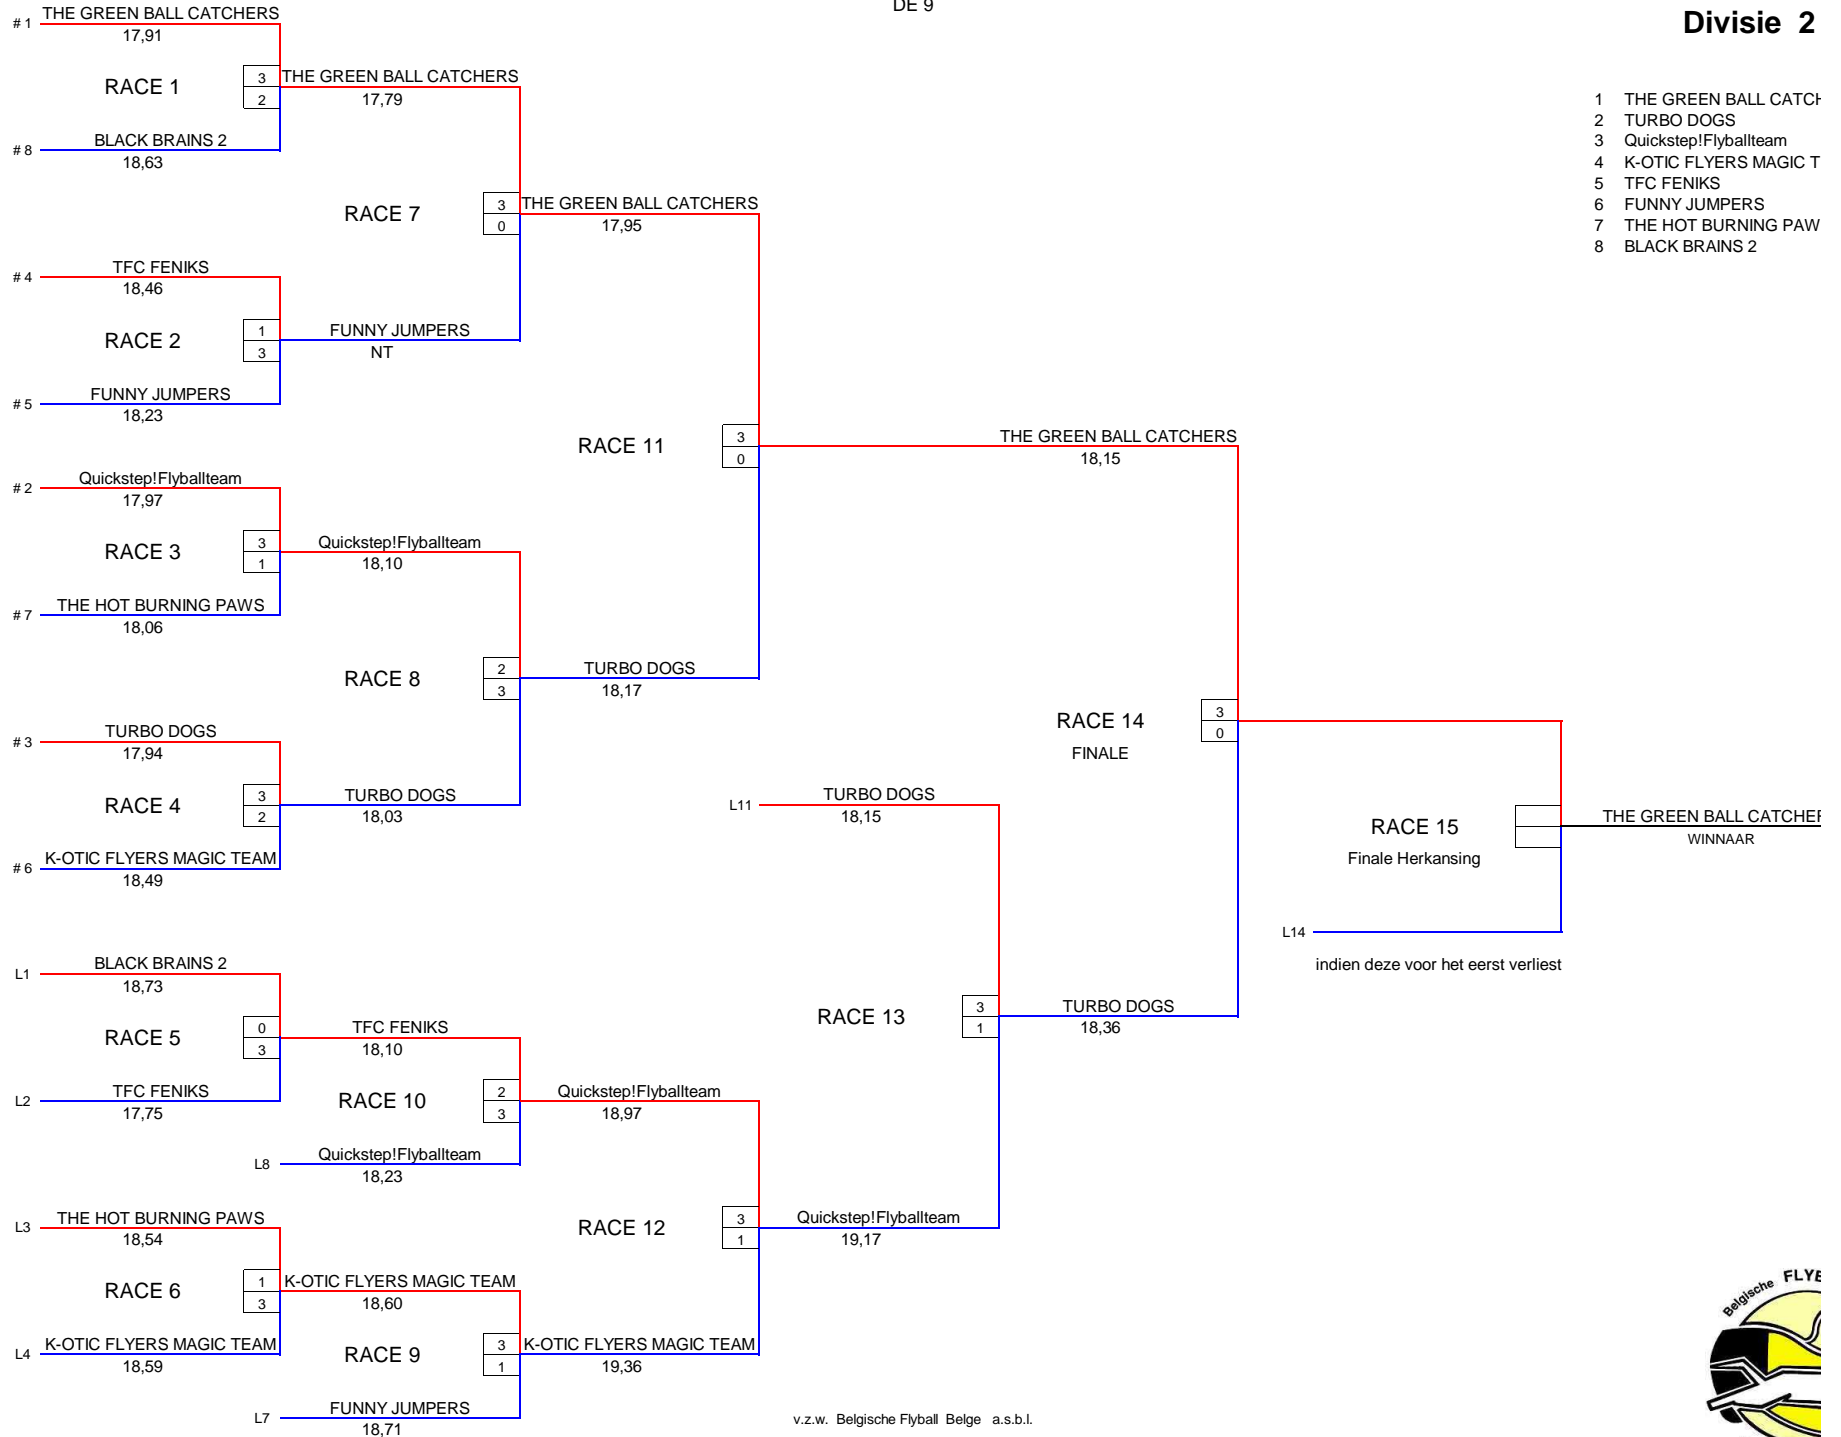 DE 9
Divisie 2
1 THE GREEN BALL CATCH
2 TURBO DOGS
3 Quickstep!Flyballteam
4 K-OTIC FLYERS MAGIC T
5 TFC FENIKS
6 FUNNY JUMPERS
7 THE HOT BURNING PAW
8 BLACK BRAINS 2
# 1 THE GREEN BALL CATCHERS
17,91
RACE 1
3
2
THE GREEN BALL CATCHERS
17,79
# 8 BLACK BRAINS 2
18,63
RACE 7
3
0
THE GREEN BALL CATCHERS
17,95
# 4 TFC FENIKS
18,46
RACE 2
1
3
FUNNY JUMPERS
NT
# 5 FUNNY JUMPERS
18,23
RACE 11
3
0
THE GREEN BALL CATCHERS
18,15
# 2 Quickstep!Flyballteam
17,97
RACE 3
3
1
Quickstep!Flyballteam
18,10
# 7 THE HOT BURNING PAWS
18,06
RACE 8
2
3
TURBO DOGS
18,17
# 3 TURBO DOGS
17,94
RACE 4
3
2
TURBO DOGS
18,03
# 6 K-OTIC FLYERS MAGIC TEAM
18,49
RACE 14
FINALE
3
0
L11 TURBO DOGS
18,15
RACE 15
Finale Herkansing
THE GREEN BALL CATCHER
WINNAAR
L14
indien deze voor het eerst verliest
L1 BLACK BRAINS 2
18,73
RACE 5
0
3
TFC FENIKS
18,10
L2 TFC FENIKS
17,75
RACE 13
3
1
TURBO DOGS
18,36
RACE 10
2
3
Quickstep!Flyballteam
18,97
L8 Quickstep!Flyballteam
18,23
L3 THE HOT BURNING PAWS
18,54
RACE 12
3
1
Quickstep!Flyballteam
19,17
RACE 6
1
3
K-OTIC FLYERS MAGIC TEAM
18,60
L4 K-OTIC FLYERS MAGIC TEAM
18,59
RACE 9
3
1
K-OTIC FLYERS MAGIC TEAM
19,36
L7 FUNNY JUMPERS
18,71
v.z.w. Belgische Flyball Belge a.s.b.l.
Belgische FLYB